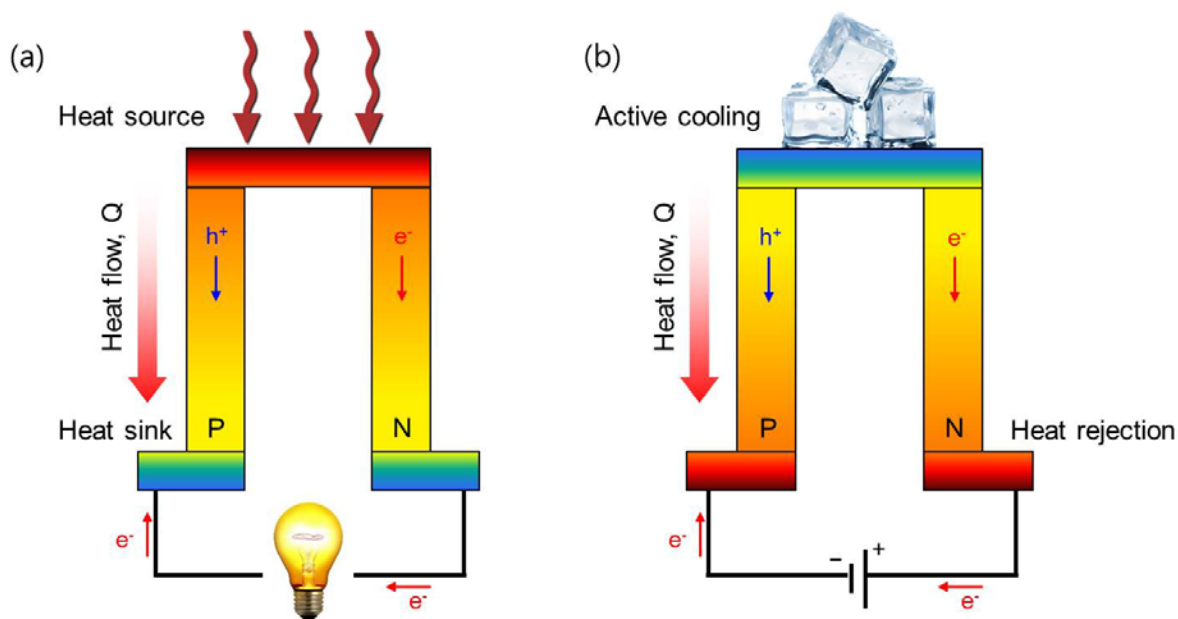 (a)
Heat source
Heat flow, Q
h+
e-
Heat sink
P
N
e-
e-
(b)
Active cooling
Heat flow, Q
h+
e-
P
N
Heat rejection
e-
− +
e-